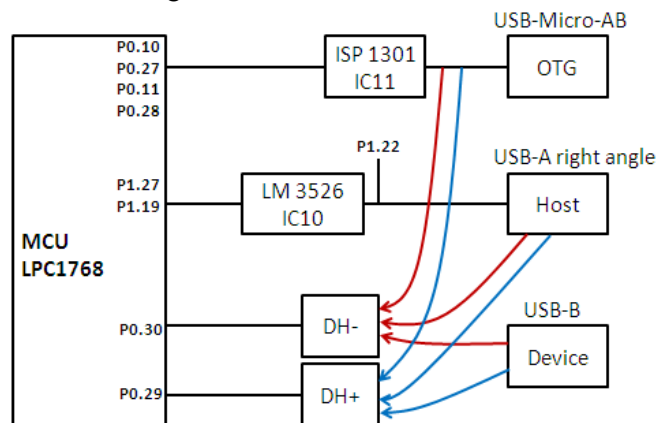 USB-Micro-AB
P0.10
P0.27
P0.11
P0.28
ISP 1301
IC11
OTG
P1.22
USB-A right angle
P1.27
P1.19
LM 3526
IC10
Host
MCU
LPC1768
USB-B
P0.30
DH-
Device
P0.29
DH+